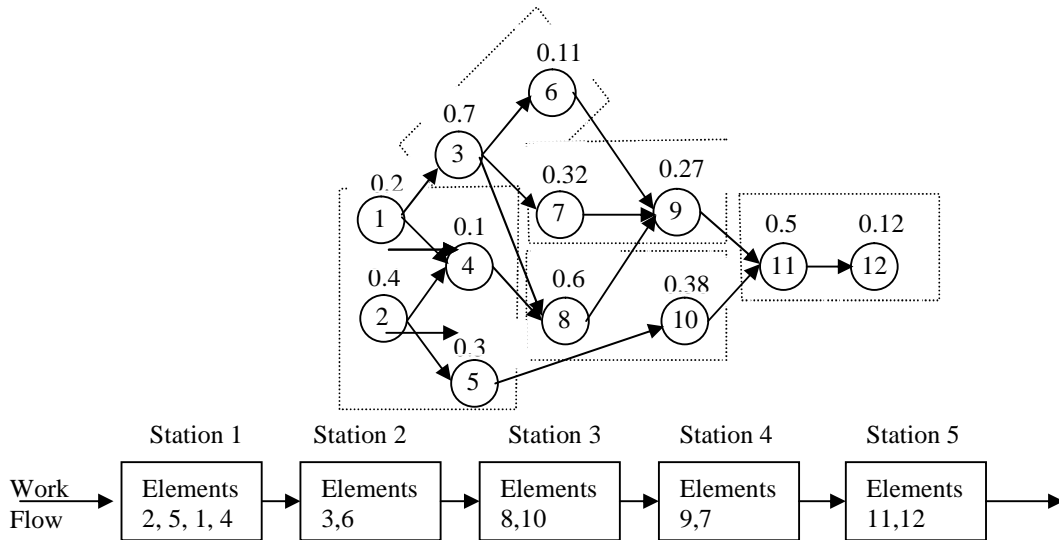 0.11
6
0.7
3
0.32
0.27
0.2
7
9
1
0.1
0.5
0.12
4
11
12
0.4
0.6
0.38
2
8
10
0.3
5
Station 1
Station 2
Station 3
Station 4
Station 5
Work
Flow
Elements
2, 5, 1, 4
Elements
3,6
Elements
8,10
Elements
9,7
Elements
11,12